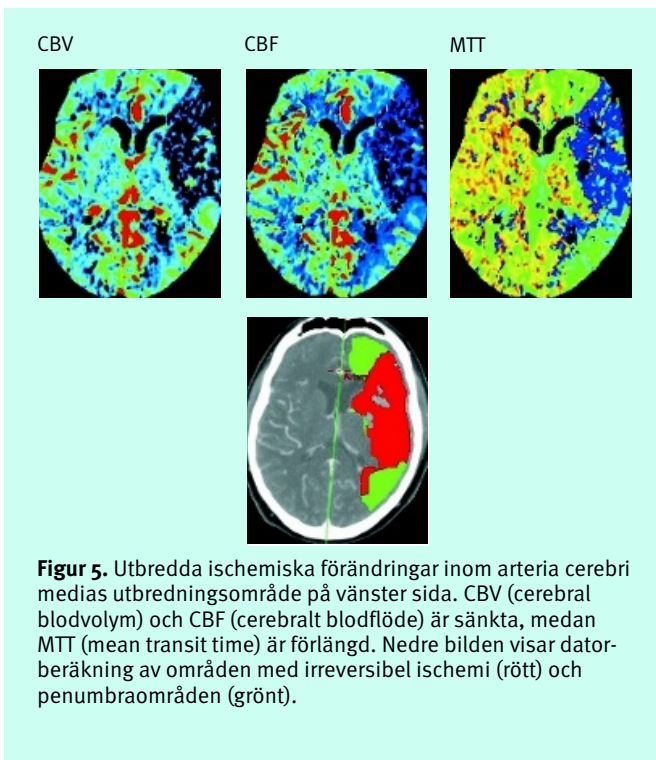 CBV CBF MTT
Artery
Figur 5. Utbredda ischemiska förändringar inom arteria cerebri
medias utbredningsområde på vänster sida. CBV (cerebral
blodvolym) och CBF (cerebralt blodflöde) är sänkta, medan
MTT (mean transit time) är förlängd. Nedre bilden visar dator-
beräkning av områden med irreversibel ischemi (rött) och
penumbraområden (grönt).